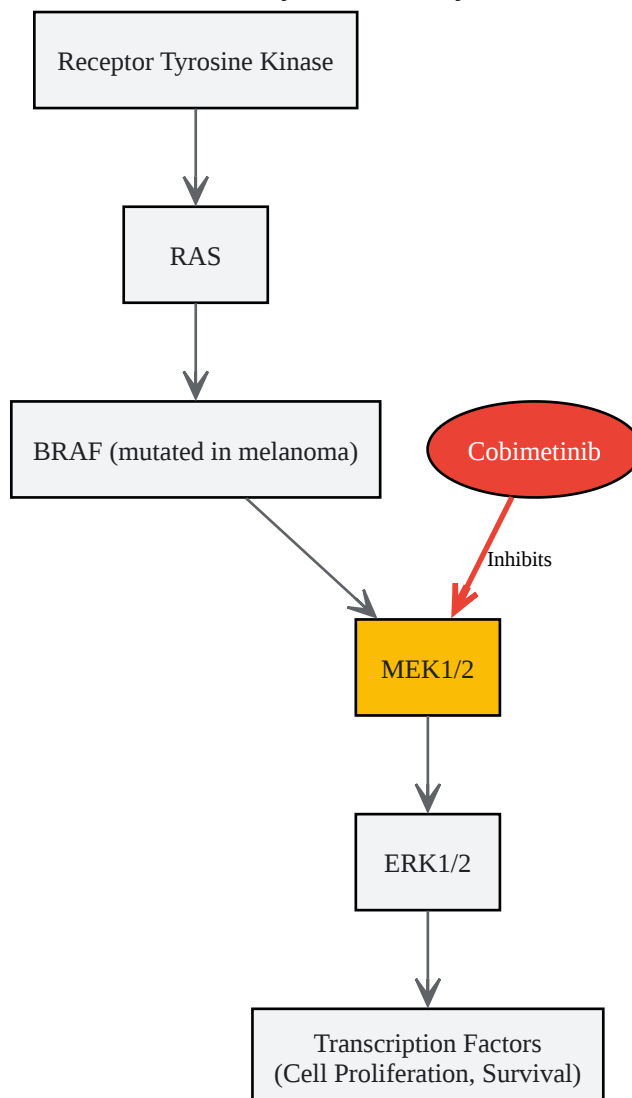 Receptor Tyrosine Kinase
RAS
BRAF (mutated in melanoma)
Cobimetinib
Inhibits
MEK1/2
ERK1/2
Transcription Factors
(Cell Proliferation, Survival)